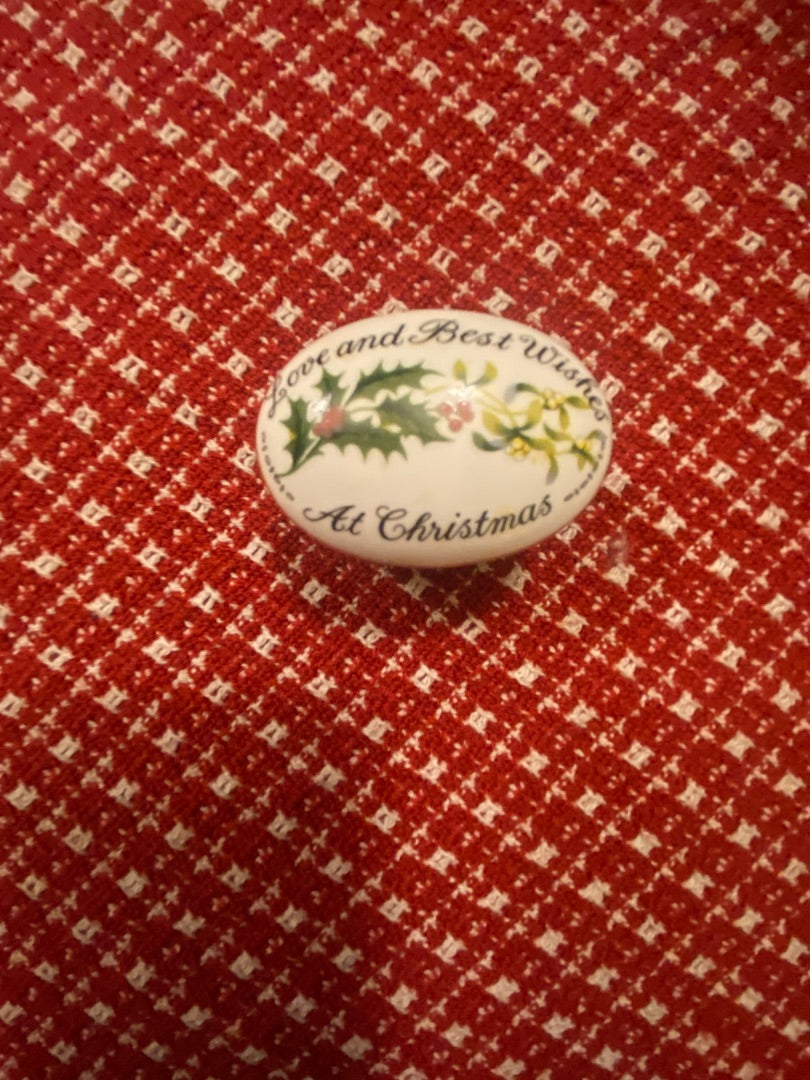 Love and Best Wishes
At Christmas